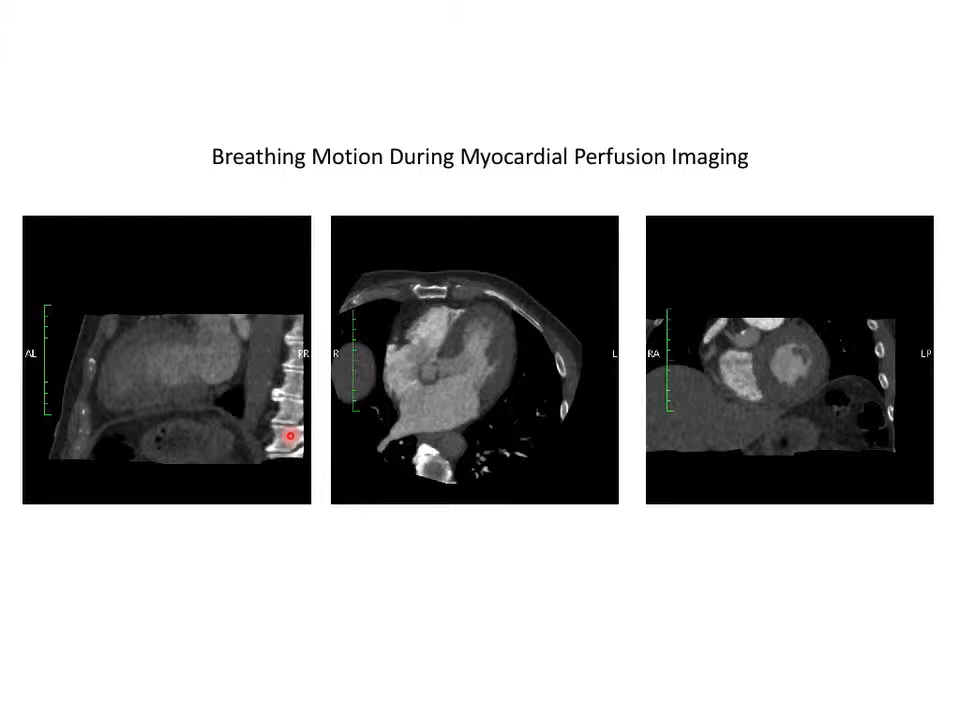 Breathing Motion During Myocardial Perfusion Imaging
AL
PR
R
L
RA
LP